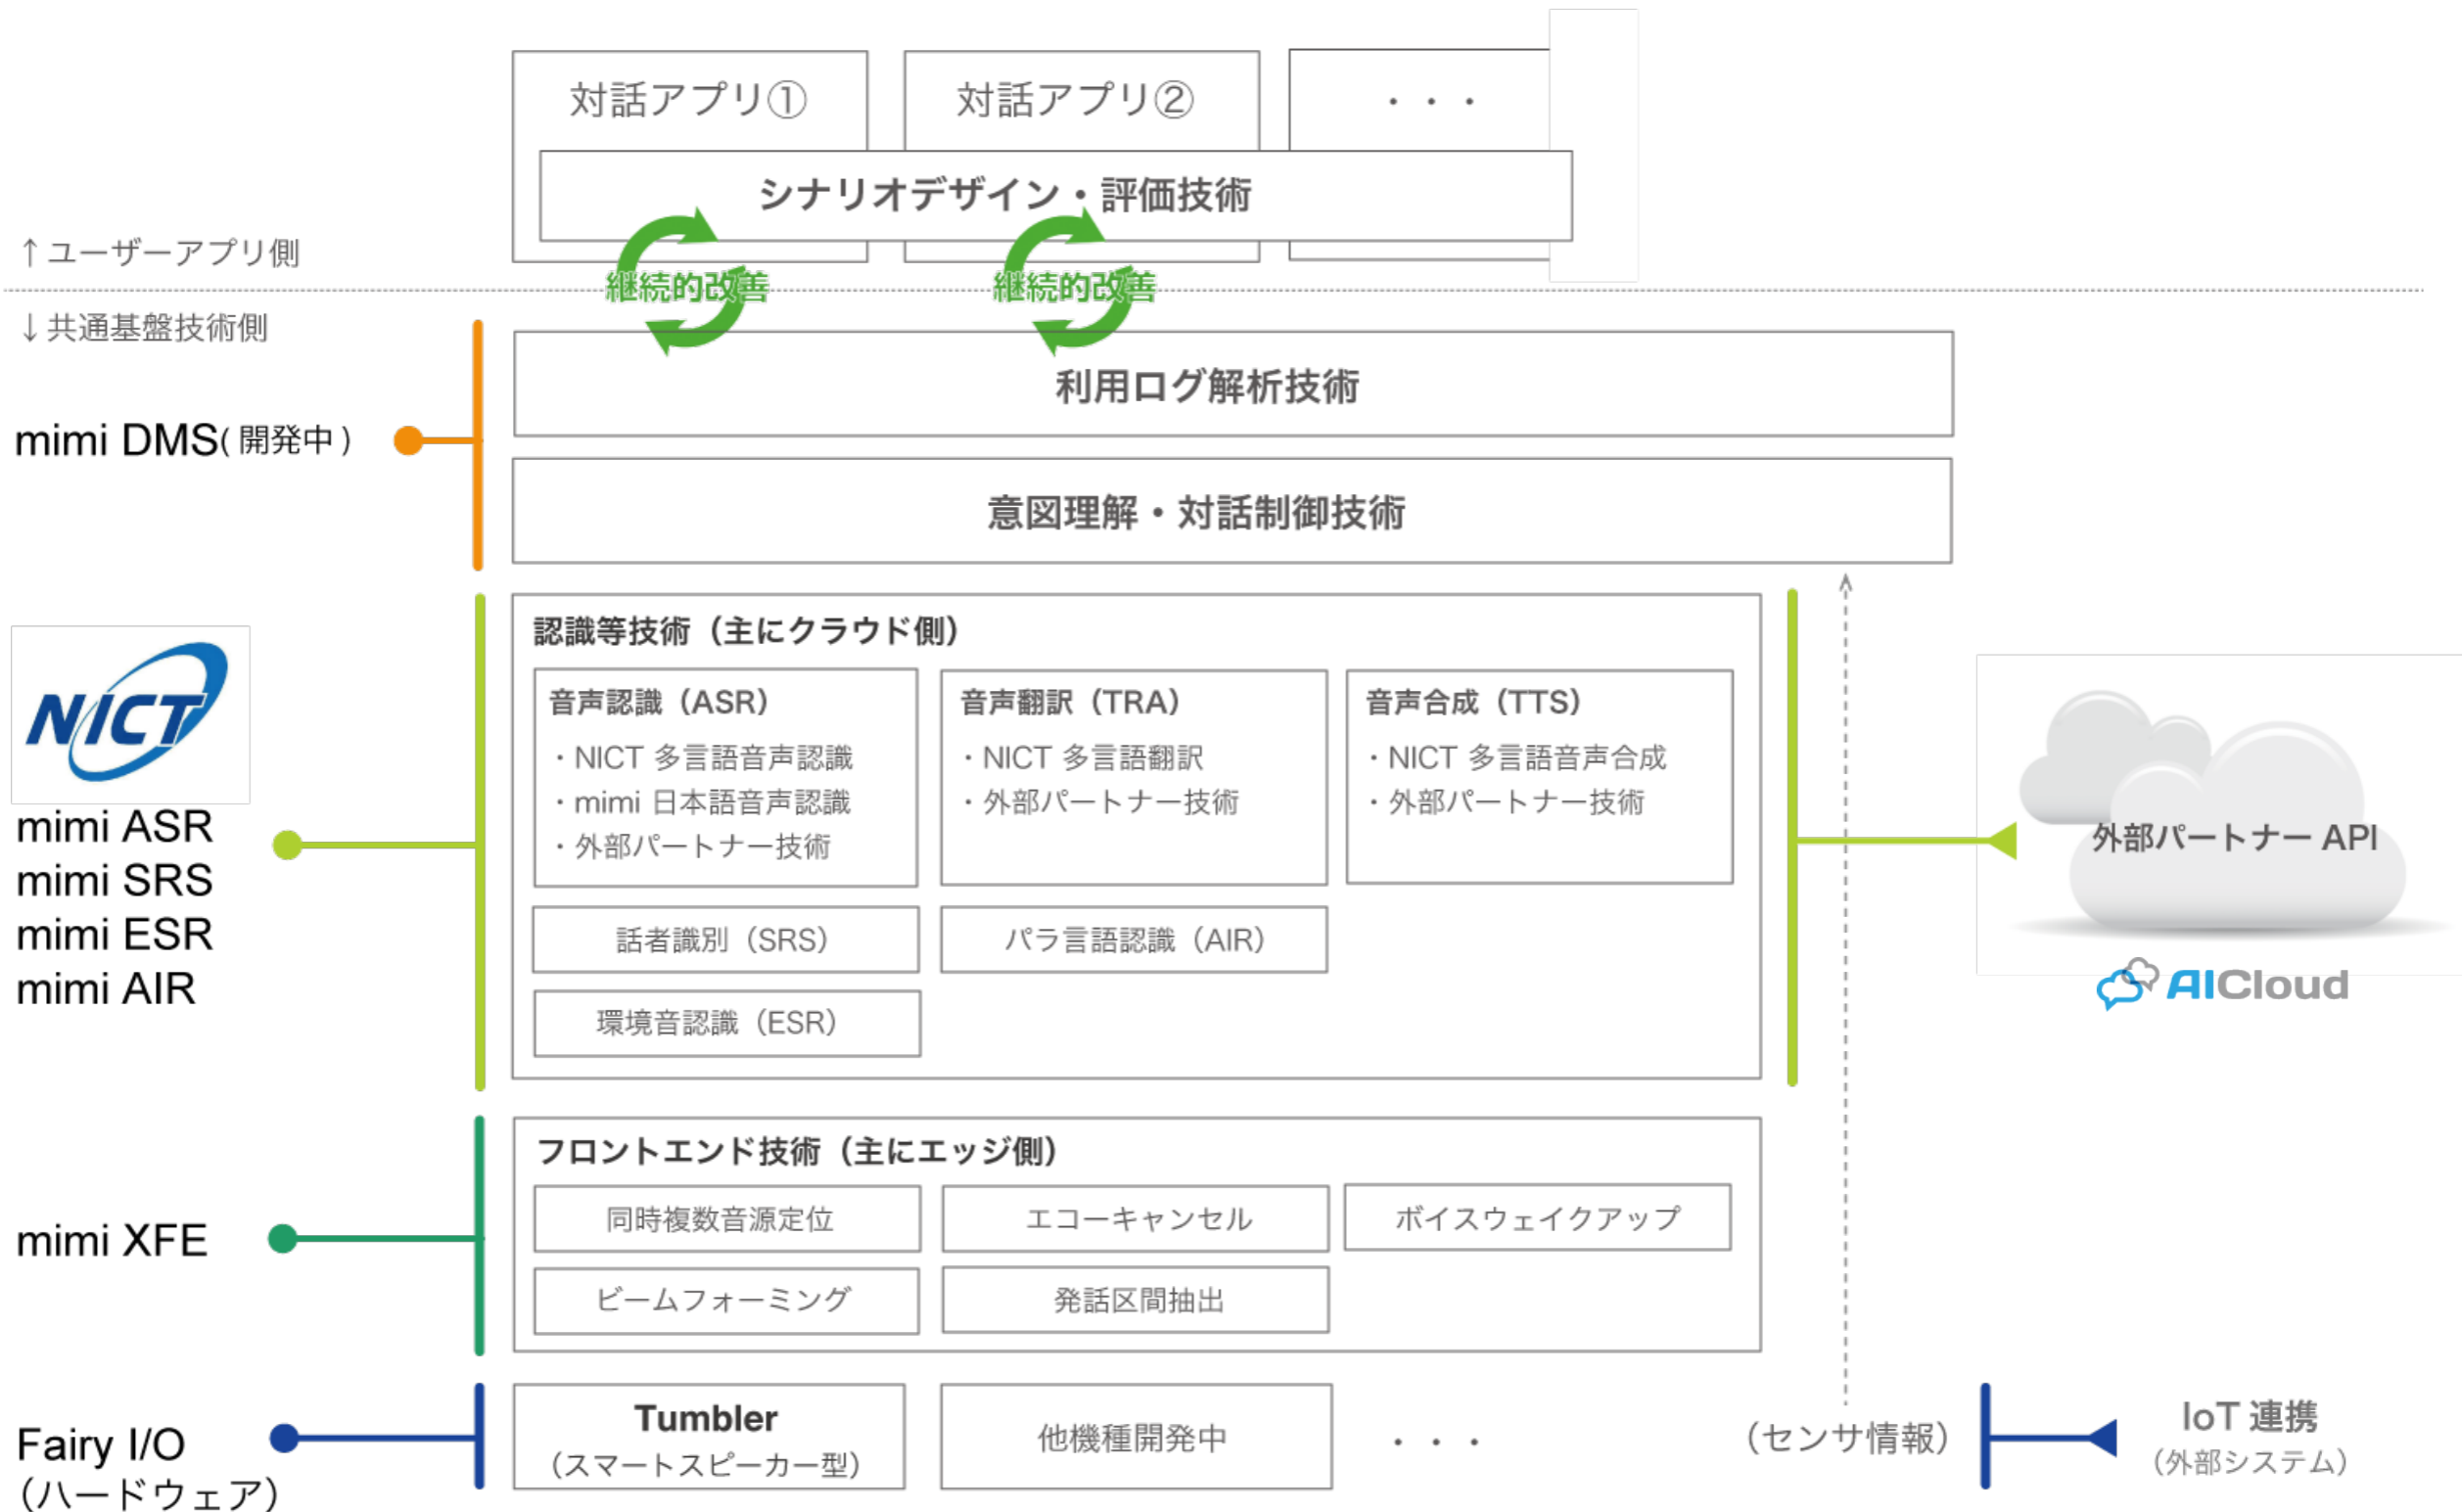 対話アプリ①
対話アプリ②
・・・
シナリオデザイン・評価技術
↑ユーザーアプリ側
継続的改善
継続的改善
↓共通基盤技術側
利用ログ解析技術
mimi DMS(開発中)
意図理解・対話制御技術
認識等技術（主にクラウド側）
NICT
mimi ASR
mimi SRS
mimi ESR
mimi AIR
音声認識（ASR）
・NICT 多言語音声認識
・mimi 日本語音声認識
・外部パートナー技術
音声翻訳（TRA）
・NICT 多言語翻訳
・外部パートナー技術
音声合成（TTS）
・NICT 多言語音声合成
・外部パートナー技術
話者識別（SRS）
パラ言語認識（AIR）
環境音認識（ESR）
外部パートナー API
AICloud
フロントエンド技術（主にエッジ側）
mimi XFE
同時複数音源定位
エコーキャンセル
ボイスウェイクアップ
ビームフォーミング
発話区間抽出
Fairy I/O
（ハードウェア）
Tumbler
（スマートスピーカー型）
他機種開発中
・・・
（センサ情報）
IoT 連携
（外部システム）